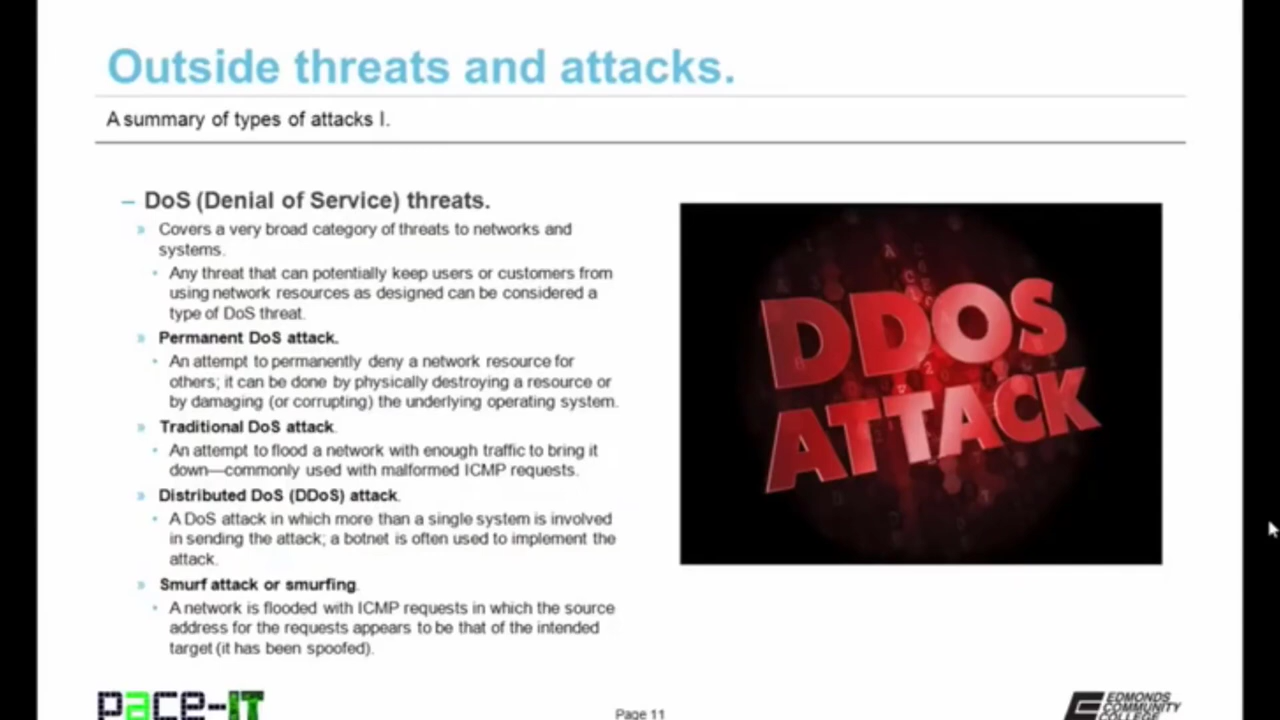 Outside threats and attacks.
A summary of types of attacks I.
– DoS (Denial of Service) threats.
» Covers a very broad category of threats to networks and
systems.
• Any threat that can potentially keep users or customers from
using network resources as designed can be considered a
type of DoS threat.
» Permanent DoS attack.
• An attempt to permanently deny a network resource for
others; it can be done by physically destroying a resource or
by damaging (or corrupting) the underlying operating system.
» Traditional DoS attack.
• An attempt to flood a network with enough traffic to bring it
down—commonly used with malformed ICMP requests.
» Distributed DoS (DDoS) attack.
• A DoS attack in which more than a single system is involved
in sending the attack; a botnet is often used to implement the
attack.
» Smurf attack or smurfing.
• A network is flooded with ICMP requests in which the source
address for the requests appears to be that of the intended
target (it has been spoofed).
DDOS
ATTACK
pace-IT
Page 11
EDMONDS
COMMUNITY
COLLEGE